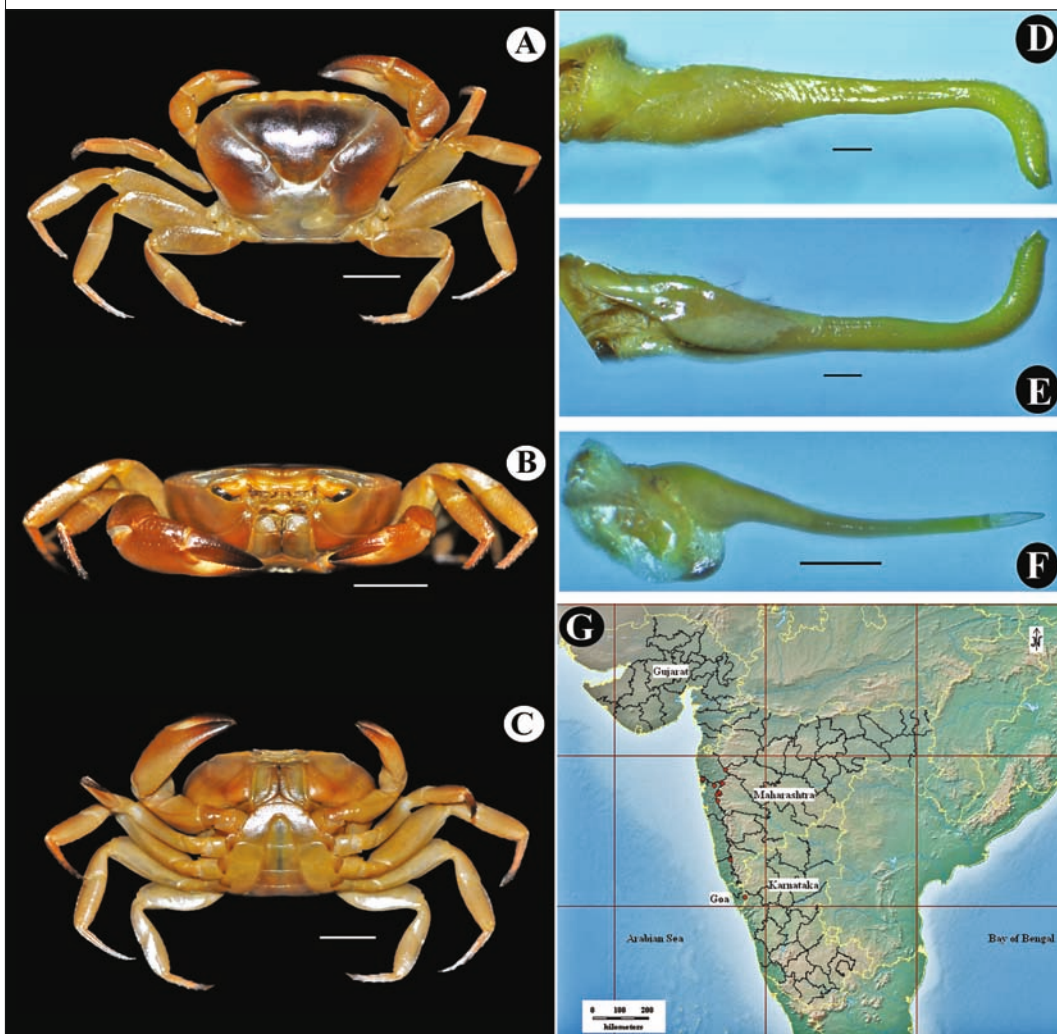 A
B
C
D
E
F
G
N
Gujarat
Maharashtra
Karnataka
Goa
Arabian Sea
Bay of Bengal
0 100 200
kilometers